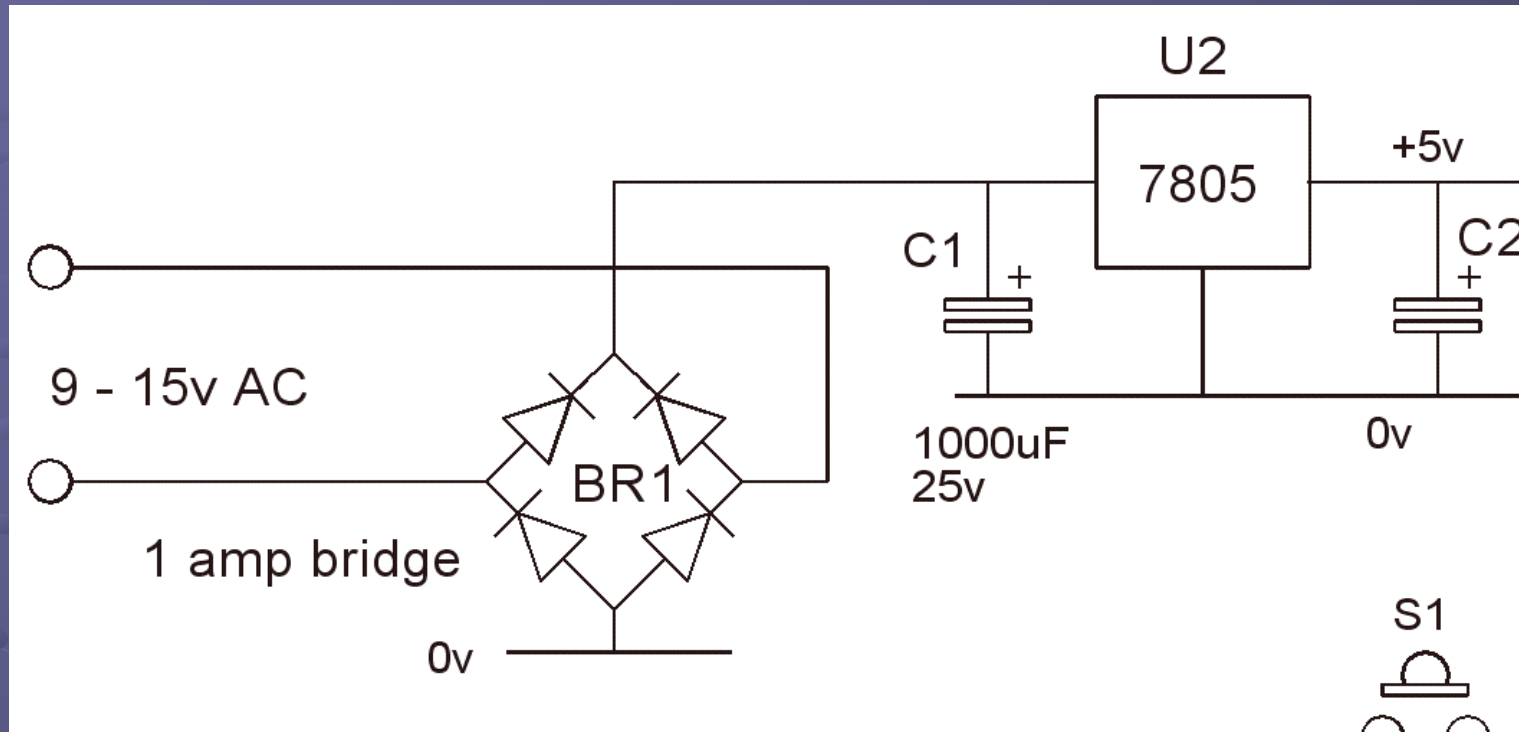 U2
7805
+5v
C1
+
C2
+
9 - 15v AC
BR1
1000uF
25v
0v
1 amp bridge
0v
S1